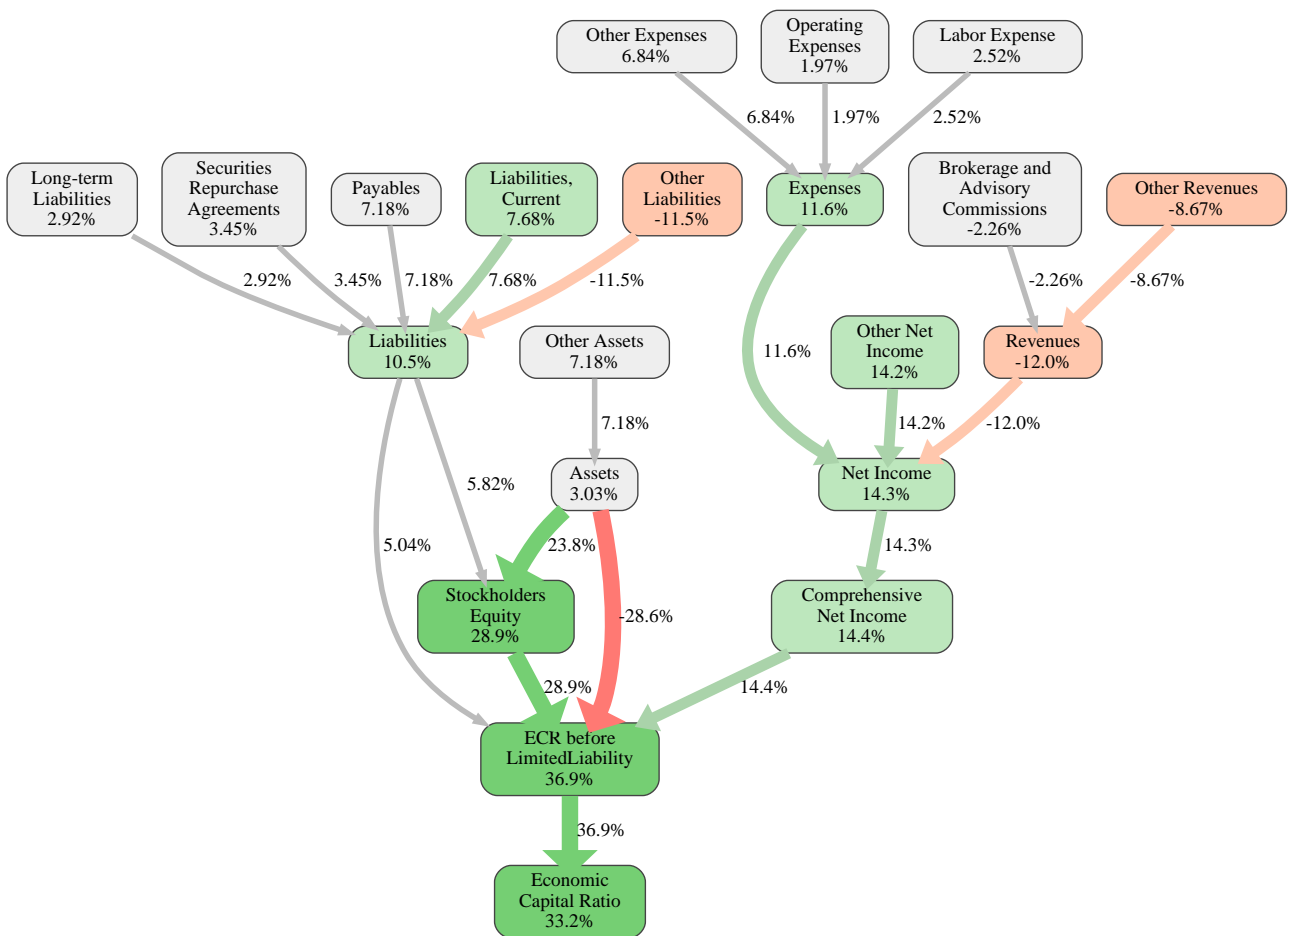 Other Expenses
6.84%
Operating
Expenses
1.97%
Labor Expense
2.52%
6.84%
1.97%
2.52%
Long-term
Liabilities
2.92%
Securities
Repurchase
Agreements
3.45%
Payables
7.18%
Liabilities,
Current
7.68%
Other
Liabilities
-11.5%
Expenses
11.6%
Brokerage and
Advisory
Commissions
-2.26%
Other Revenues
-8.67%
2.92%
3.45%
7.18%
7.68%
-11.5%
-2.26%
-8.67%
Liabilities
10.5%
Other Assets
7.18%
11.6%
Other Net
Income
14.2%
Revenues
-12.0%
7.18%
14.2%
-12.0%
5.82%
Assets
3.03%
Net Income
14.3%
5.04%
23.8%
14.3%
Stockholders
Equity
28.9%
-28.6%
Comprehensive
Net Income
14.4%
28.9%
14.4%
ECR before
LimitedLiability
36.9%
36.9%
Economic
Capital Ratio
33.2%